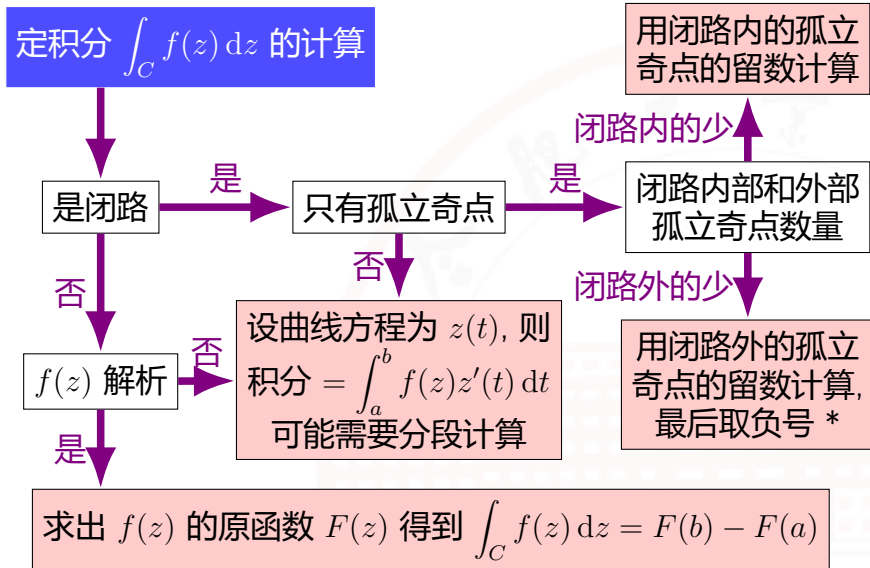 定积分 ∫_C f(z) dz 的计算
用闭路内的孤立
奇点的留数计算
闭路内的少
是闭路
是
只有孤立奇点
是
闭路内部和外部
孤立奇点数量
否
否
闭路外的少
f(z) 解析
否
设曲线方程为 z(t), 则
积分 = ∫_a^b f(z)z′(t) dt
可能需要分段计算
用闭路外的孤立
奇点的留数计算,
最后取负号 *
是
求出 f(z) 的原函数 F(z) 得到 ∫_C f(z) dz = F(b) − F(a)